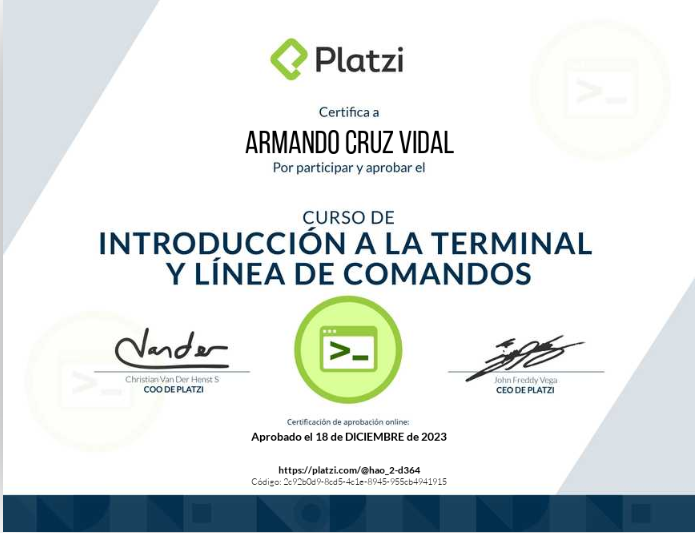 Platzi
Certifica a
ARMANDO CRUZ VIDAL
Por participar y aprobar el
CURSO DE
INTRODUCCIÓN A LA TERMINAL
Y LÍNEA DE COMANDOS
>_
Christian Van Der Henst S
COO DE PLATZI
John Freddy Vega
CEO DE PLATZI
Certificación de aprobación online:
Aprobado el 18 de DICIEMBRE de 2023
https://platzi.com/@hao_2-d364
Código: 2c92b0d9-8cd5-4c1e-8945-955cb4941915